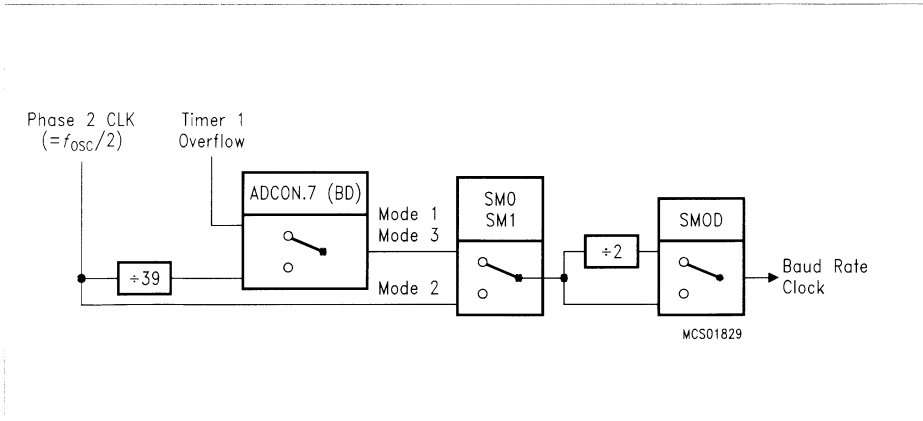 Phase 2 CLK
(=fOSC/2)
Timer 1
Overflow
ADCON.7 (BD)
÷39
Mode 1
Mode 3
Mode 2
SM0
SM1
÷2
SMOD
Baud Rate
Clock
MCS01829